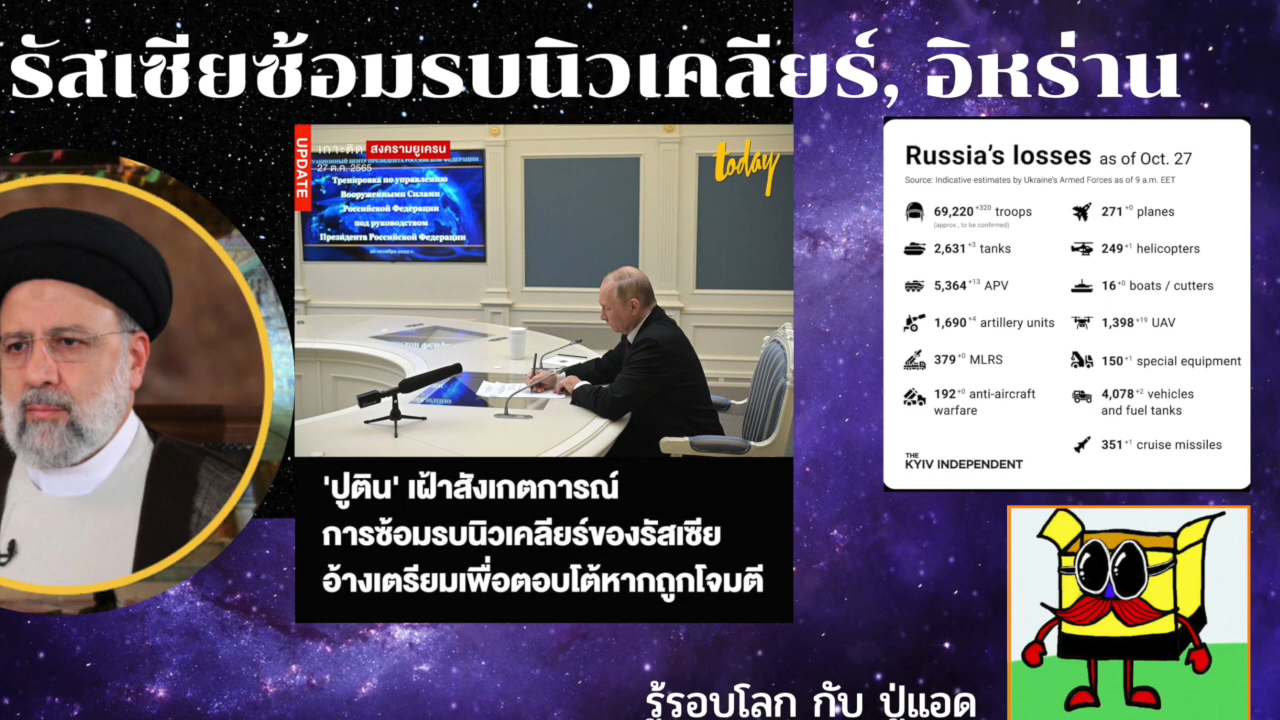 รัสเซียซ้อมรบนิวเคลียร์, อิหร่าน
UPDATE
เกาะติด สงครามยูเครน
27 ต.ค. 2565
today
Тренировка по управлению
Вооруженными Силами
Российской Федерации
под руководством
Президента Российской Федерации
'ปูติน' เฝ้าสังเกตการณ์
การซ้อมรบนิวเคลียร์ของรัสเซีย
อ้างเตรียมเพื่อตอบโต้หากถูกโจมตี
Russia's losses as of Oct. 27
Source: Indicative estimates by Ukraine's Armed Forces as of 9 a.m. EET
69,220 +320 troops
(approx., to be confirmed)
2,631 +3 tanks
5,364 +13 APV
1,690 +4 artillery units
379 +0 MLRS
192 +0 anti-aircraft
warfare
271 +0 planes
249 +1 helicopters
16 +0 boats / cutters
1,398 +19 UAV
150 +1 special equipment
4,078 +2 vehicles
and fuel tanks
351 +1 cruise missiles
THE
KYIV INDEPENDENT
รู้รอบโลก กับ ปู่แอด